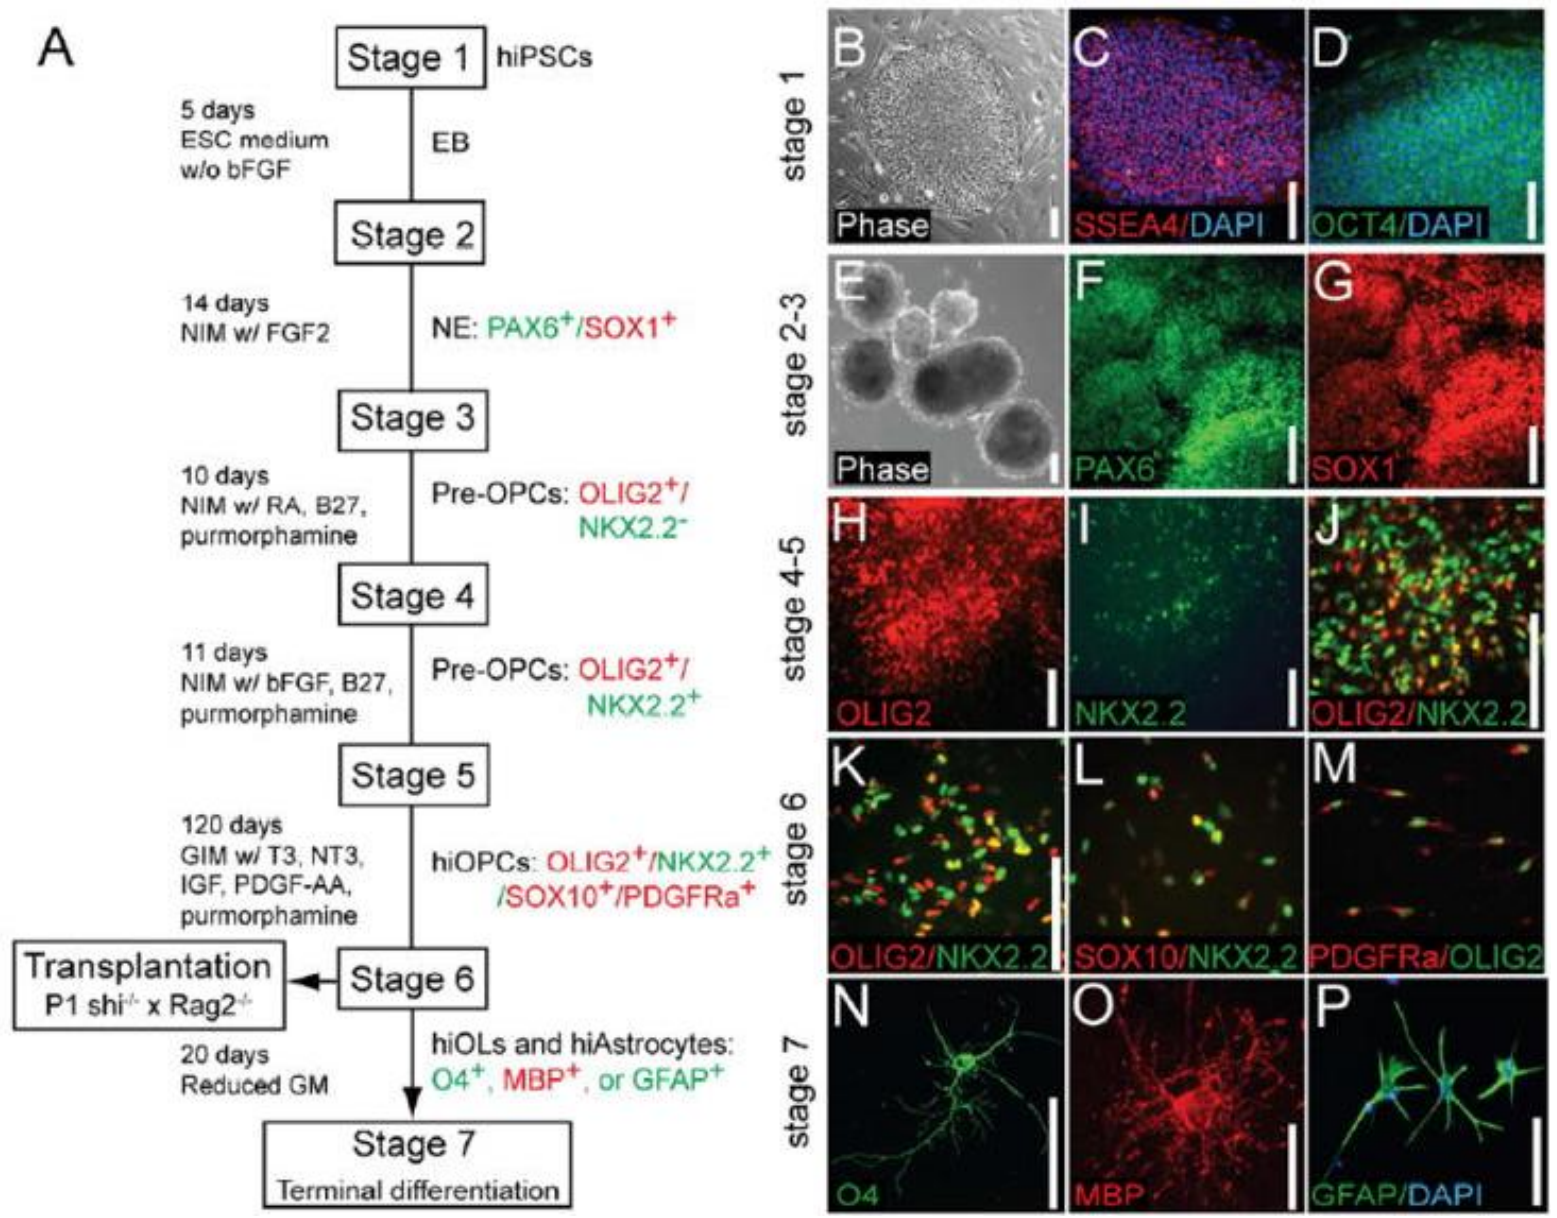 A
Stage 1 hiPSCs
5 days
ESC medium
w/o bFGF
EB
Stage 2
14 days
NIM w/ FGF2
NE: PAX6⁺/SOX1⁺
Stage 3
10 days
NIM w/ RA, B27,
purmorphamine
Pre-OPCs: OLIG2⁺/
NKX2.2⁻
Stage 4
11 days
NIM w/ bFGF, B27,
purmorphamine
Pre-OPCs: OLIG2⁺/
NKX2.2⁺
Stage 5
120 days
GIM w/ T3, NT3,
IGF, PDGF-AA,
purmorphamine
hiOPCs: OLIG2⁺/NKX2.2⁺
/SOX10⁺/PDGFRa⁺
Transplantation
P1 shi⁻/⁻ x Rag2⁻/⁻
Stage 6
20 days
Reduced GM
hiOLs and hiAstrocytes:
O4⁺, MBP⁺, or GFAP⁺
Stage 7
Terminal differentiation
stage 1
B
Phase
C
SSEA4/DAPI
D
OCT4/DAPI
stage 2-3
E
Phase
F
PAX6
G
SOX1
stage 4-5
H
OLIG2
I
NKX2.2
J
OLIG2/NKX2.2
stage 6
K
OLIG2/NKX2.2
L
SOX10/NKX2.2
M
PDGFRa/OLIG2
stage 7
N
O4
O
MBP
P
GFAP/DAPI